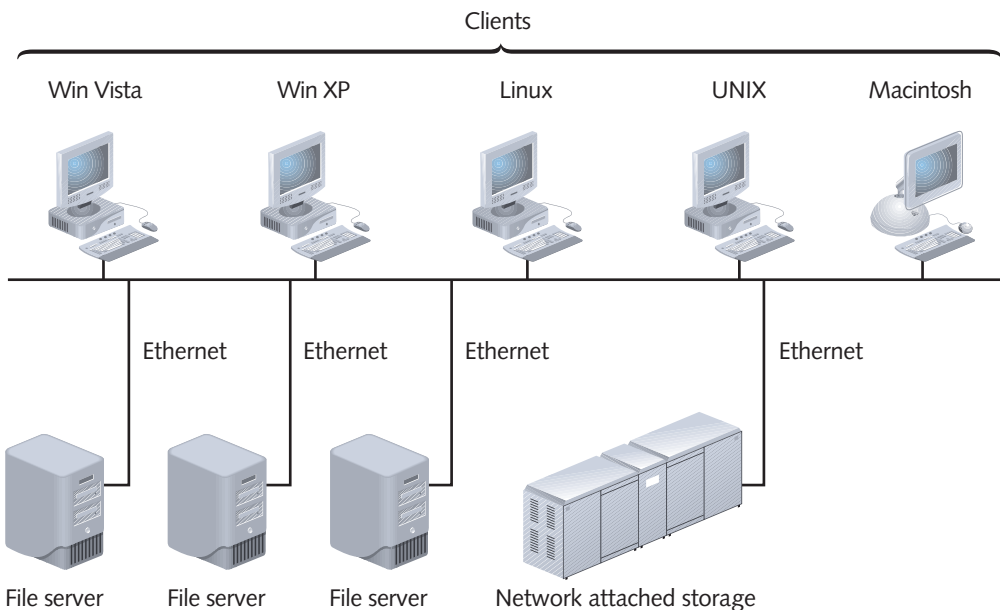 Clients
Win Vista
Win XP
Linux
UNIX
Macintosh
Ethernet
Ethernet
Ethernet
Ethernet
File server
File server
File server
Network attached storage